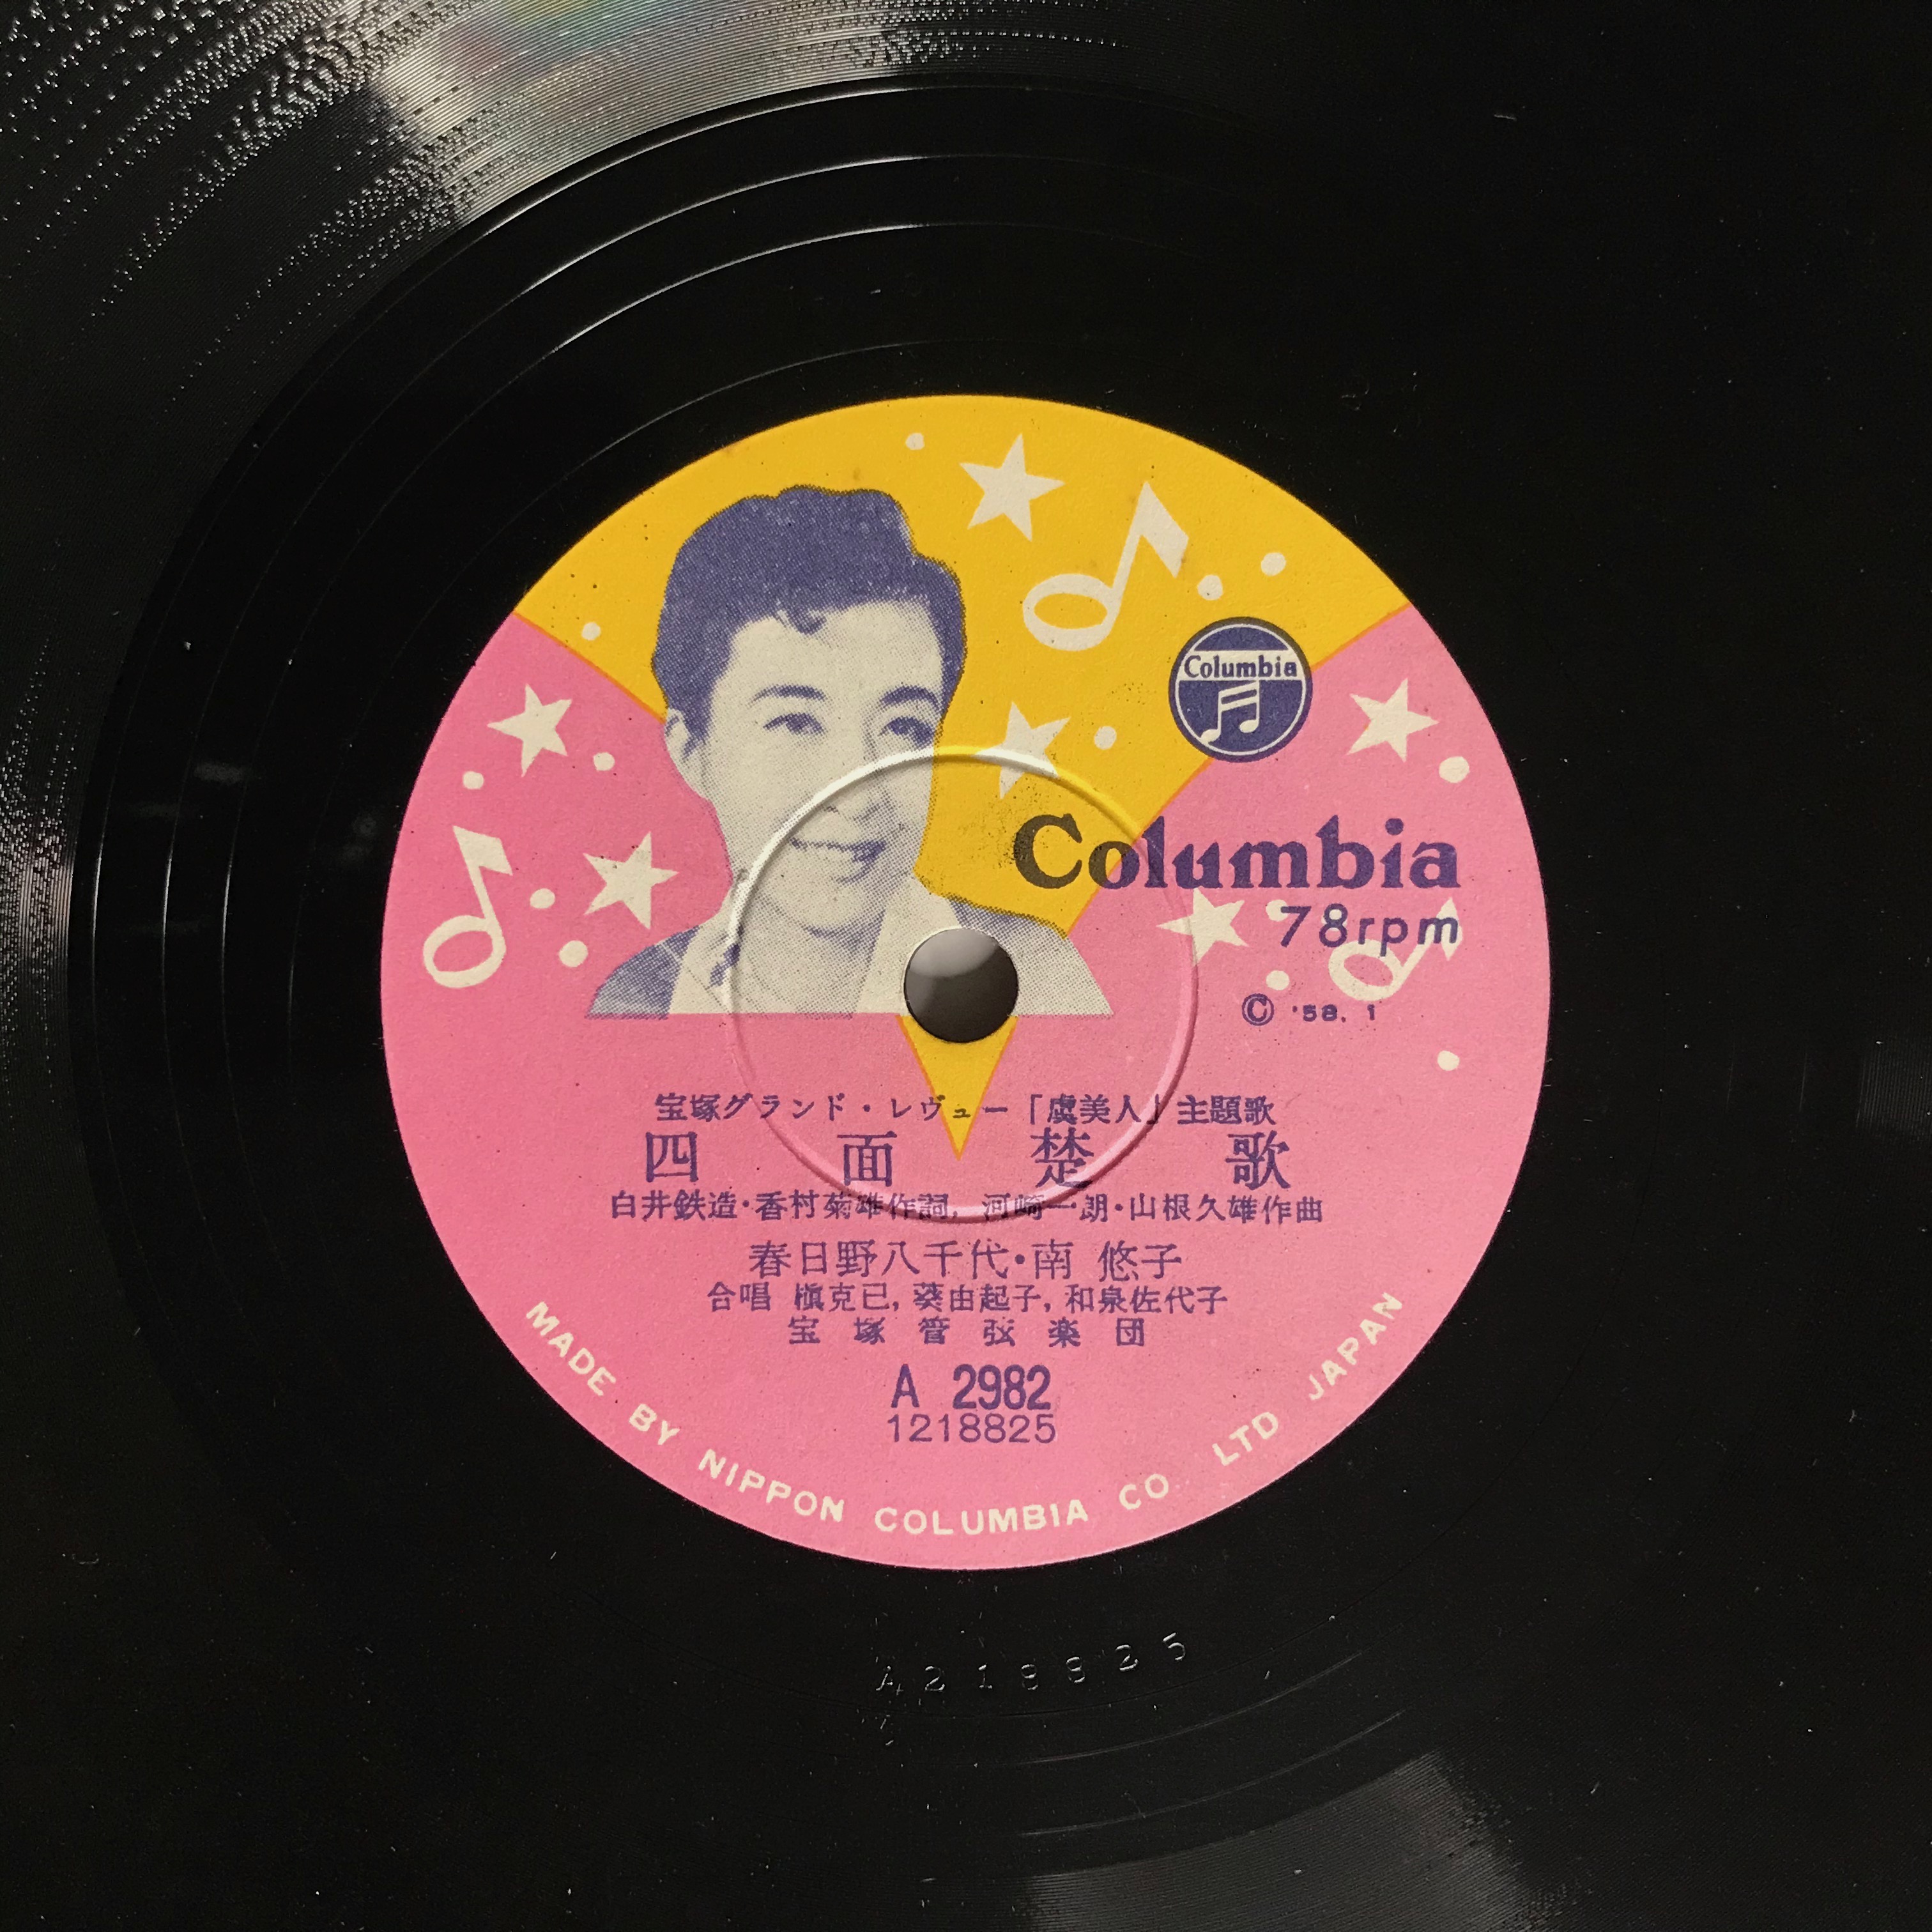 Columbia
Columbia
78rpm
© '58. 1
宝塚グランド・レヴュー「虞美人」主題歌
四面楚歌
白井鉄造・香村菊雄作詞, 河崎一朗・山根久雄作曲
春日野八千代・南 悠子
合唱 槇克己, 葵由起子, 和泉佐代子
宝塚管弦楽団
A 2982
1218825
MADE BY NIPPON COLUMBIA CO. LTD JAPAN
A218825